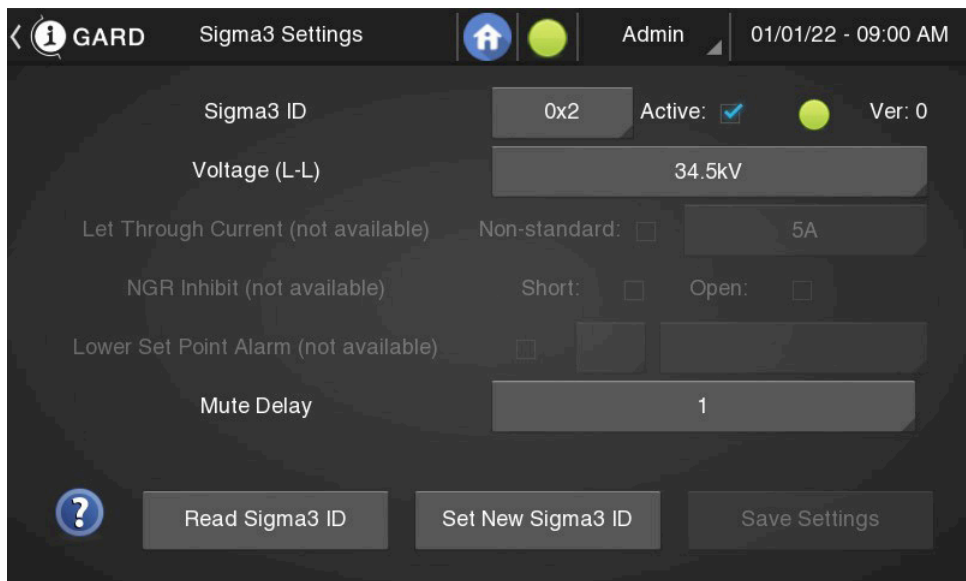 i GARD Sigma3 Settings Admin 01/01/22 - 09:00 AM
Sigma3 ID 0x2 Active: Ver: 0
Voltage (L-L) 34.5kV
Let Through Current (not available) Non-standard: 5A
NGR Inhibit (not available) Short: Open:
Lower Set Point Alarm (not available)
Mute Delay 1
? Read Sigma3 ID Set New Sigma3 ID Save Settings